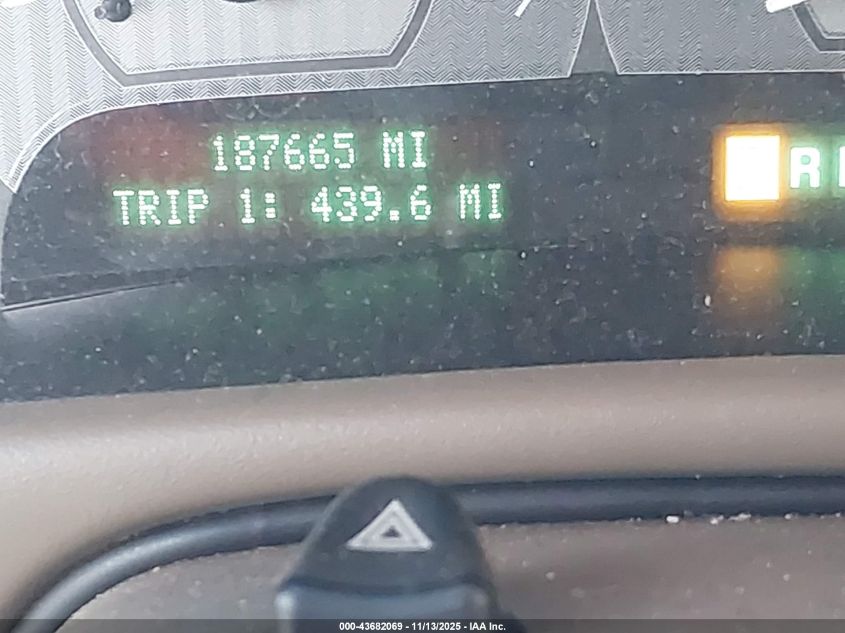 187665 MI
TRIP 1: 439.6 MI
R
000-43682069 - 11/13/2025 - IAA Inc.